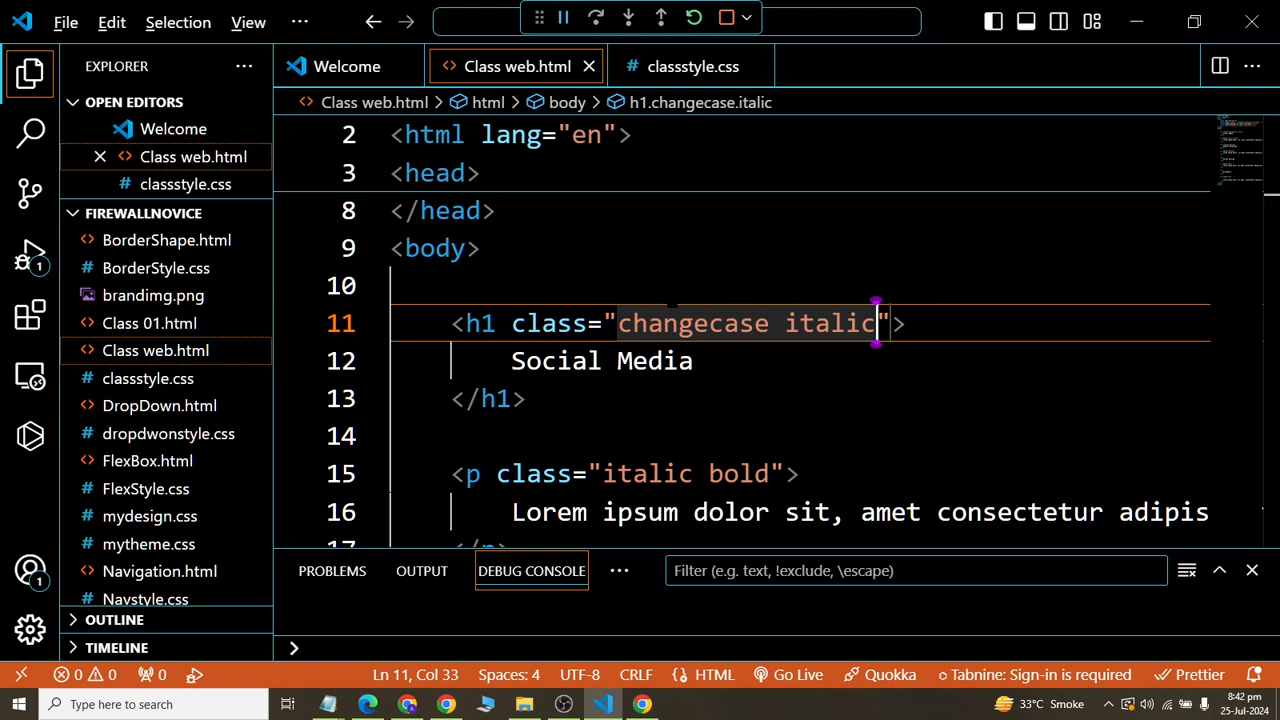 File Edit Selection View ···
EXPLORER ···
OPEN EDITORS
Welcome
Class web.html
classstyle.css
FIREWALLNOVICE
BorderShape.html
BorderStyle.css
brandimg.png
Class 01.html
Class web.html
classstyle.css
DropDown.html
dropdwonstyle.css
FlexBox.html
FlexStyle.css
mydesign.css
mytheme.css
Navigation.html
Navstyle.css
OUTLINE
TIMELINE
1
1
Welcome Class web.html # classstyle.css
Class web.html > html > body > h1.changecase.italic
2 <html lang="en">
3 <head>
8 </head>
9 <body>
10
11 <h1 class="changecase italic">
12 Social Media
13 </h1>
14
15 <p class="italic bold">
16 Lorem ipsum dolor sit, amet consectetur adipis
17 </p>
PROBLEMS OUTPUT DEBUG CONSOLE ··· Filter (e.g. text, !exclude, \escape)
0 0 0 Ln 11, Col 33 Spaces: 4 UTF-8 CRLF HTML Go Live Quokka Tabnine: Sign-in is required Prettier
Type here to search 33°C Smoke 8:42 pm
25-Jul-2024